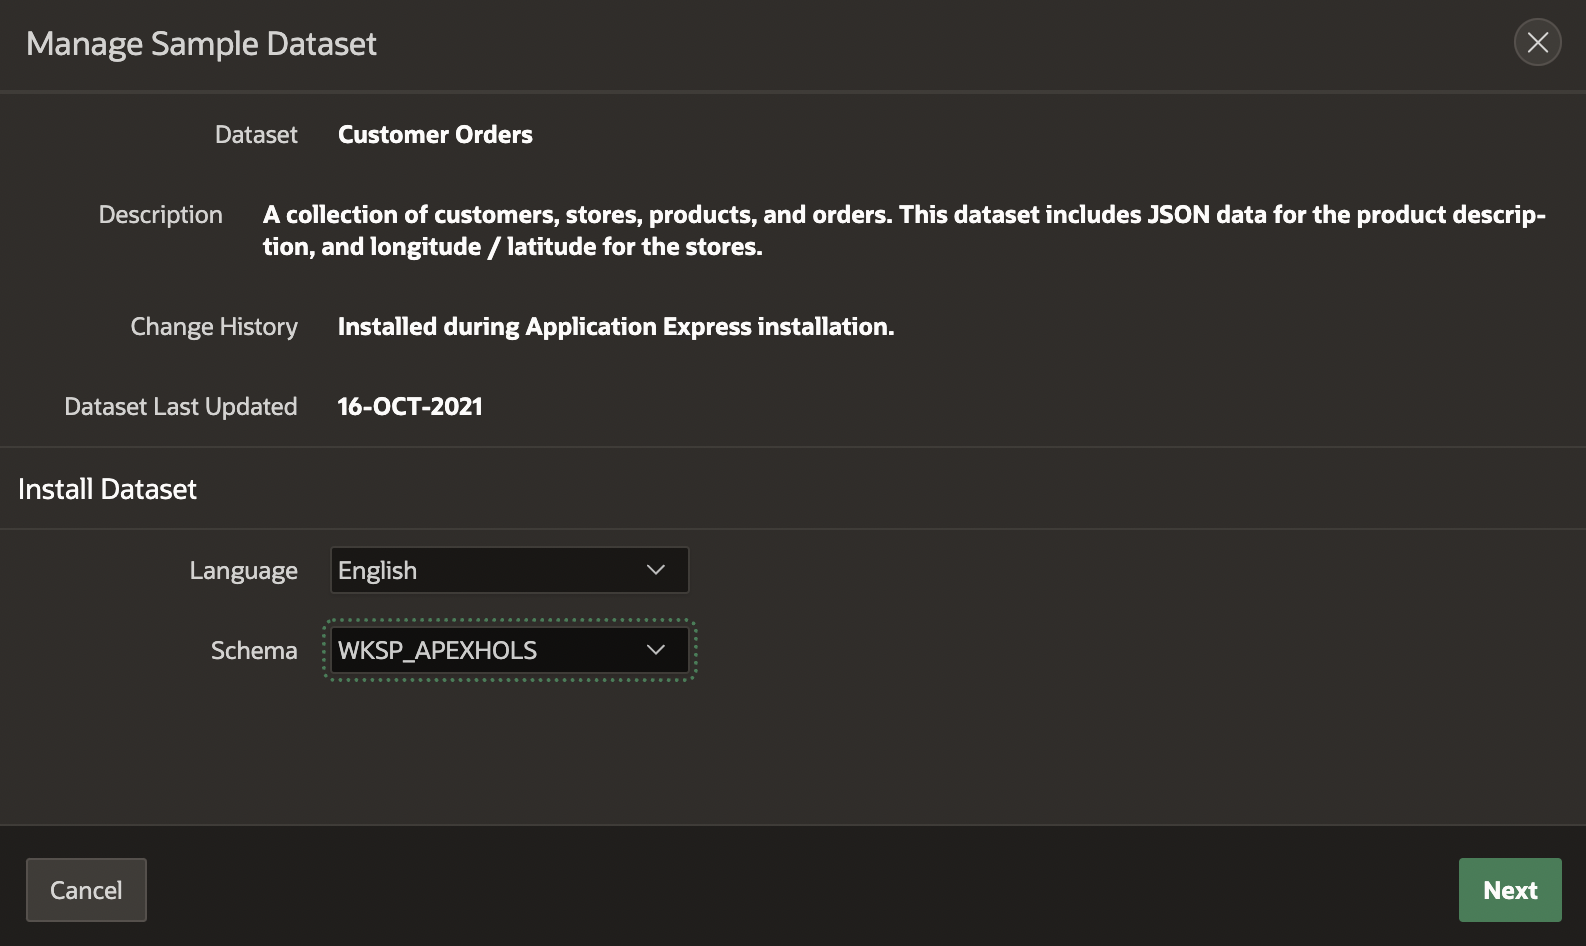 Manage Sample Dataset
Dataset Customer Orders
Description A collection of customers, stores, products, and orders. This dataset includes JSON data for the product descrip-
tion, and longitude / latitude for the stores.
Change History Installed during Application Express installation.
Dataset Last Updated 16-OCT-2021
Install Dataset
Language English
Schema WKSP_APEXHOLS
Cancel Next